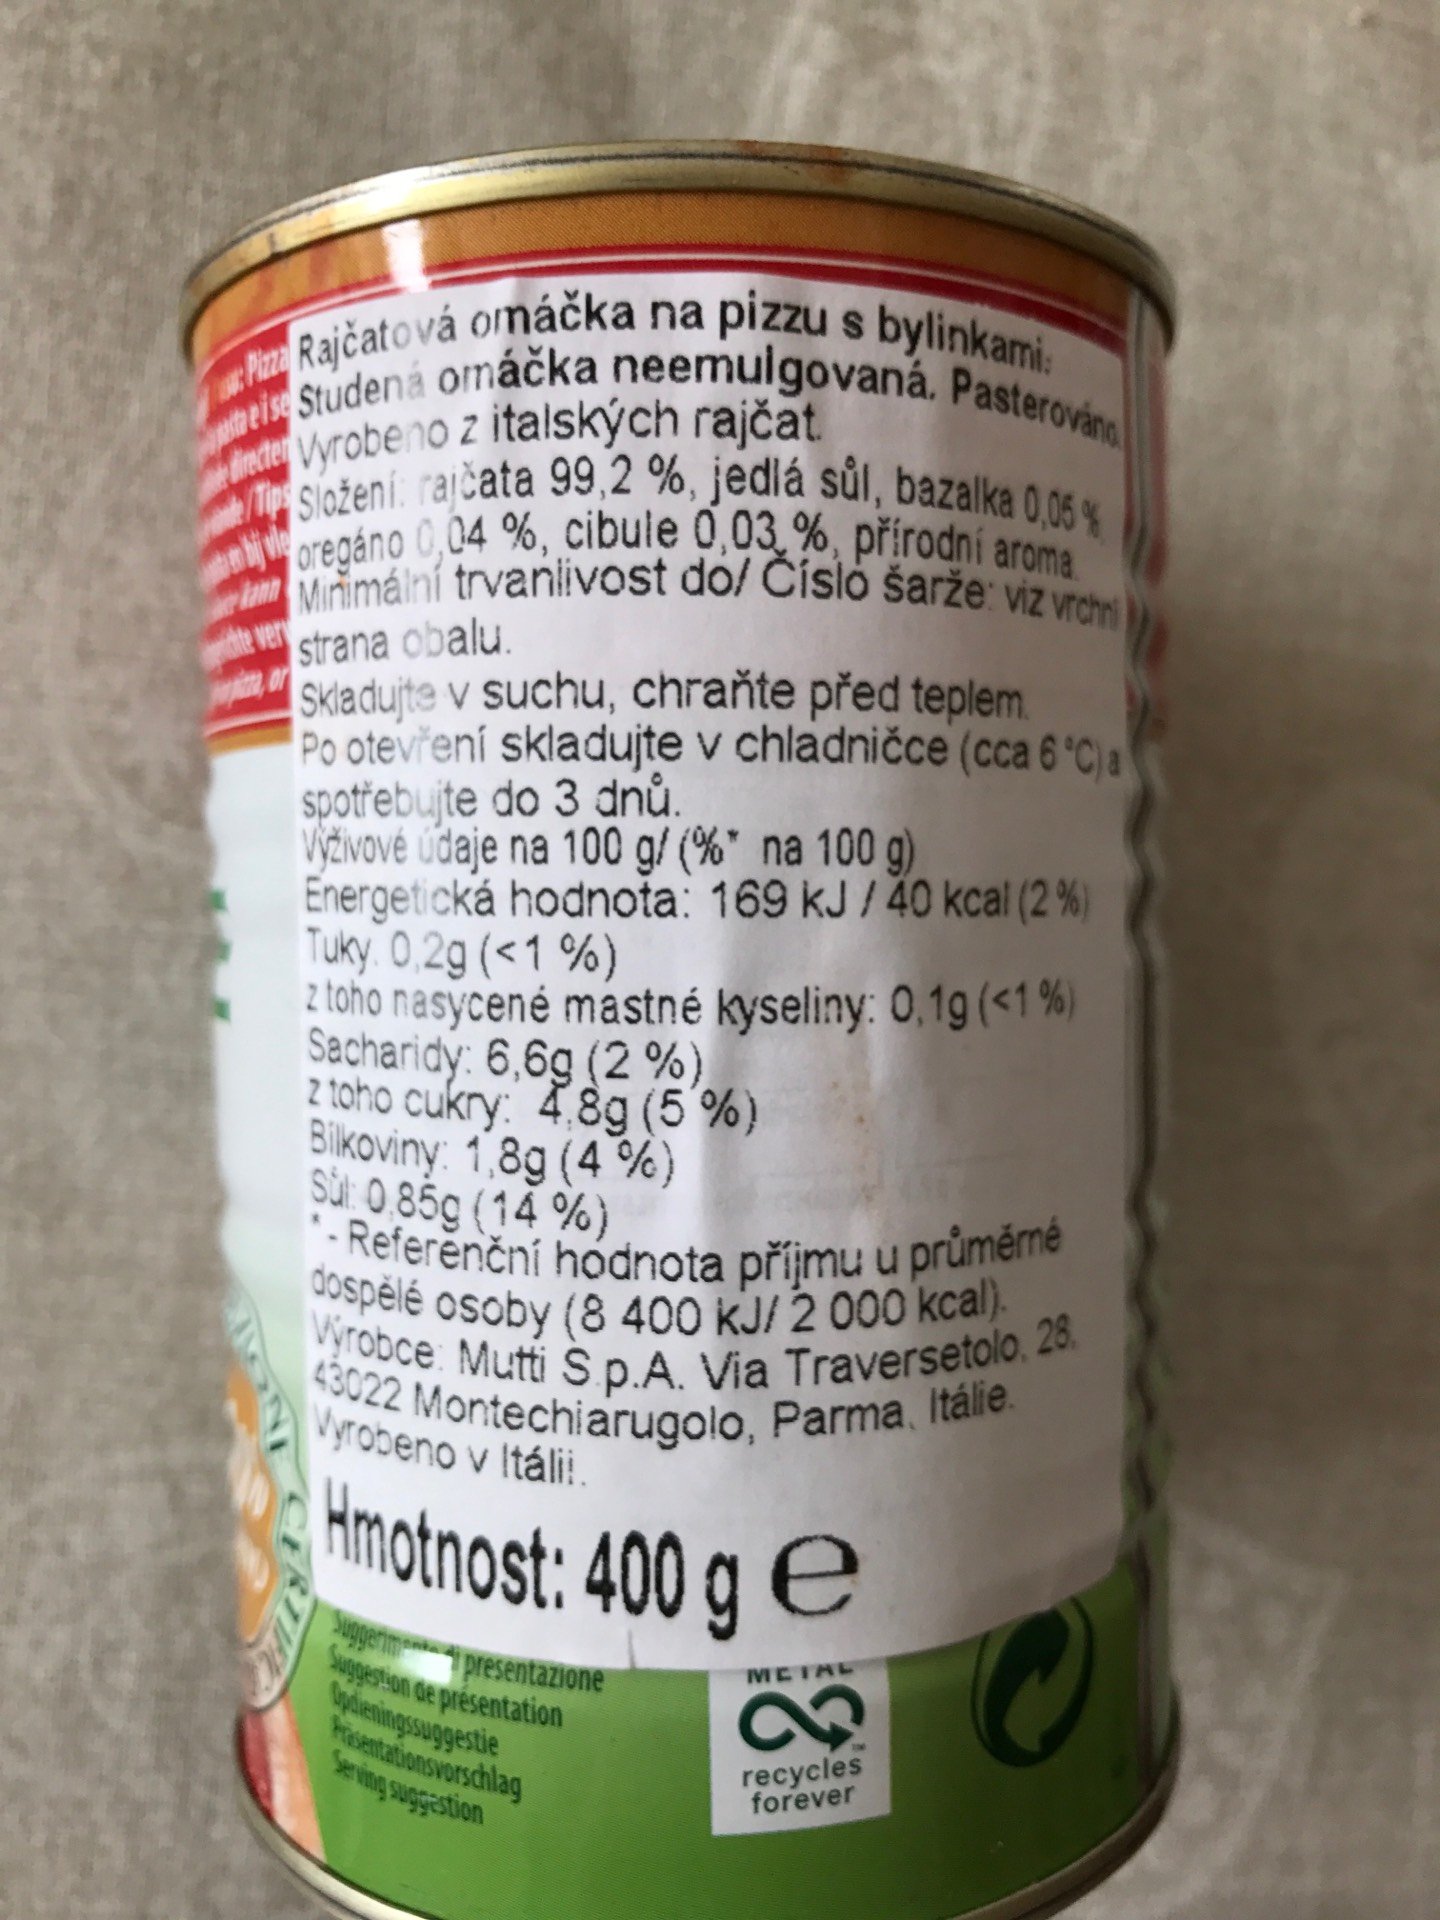 Rajčatová omáčka na pizzu s bylinkami:
Studená omáčka neemulgovaná. Pasterováno.
Vyrobeno z italských rajčat.
Složení: rajčata 99,2 %, jedlá sůl, bazalka 0,05 %
oregáno 0,04 %, cibule 0,03 %, přírodní aroma.
Minimální trvanlivost do/ Číslo šarže: viz vrchní
strana obalu.
Skladujte v suchu, chraňte před teplem.
Po otevření skladujte v chladničce (cca 6 °C) a
spotřebujte do 3 dnů.
Výživové údaje na 100 g/ (%* na 100 g)
Energetická hodnota: 169 kJ / 40 kcal (2 %)
Tuky: 0,2g (<1 %)
z toho nasycené mastné kyseliny: 0,1g (<1 %)
Sacharidy: 6,6g (2 %)
z toho cukry: 4,8g (5 %)
Bílkoviny: 1,8g (4 %)
Sůl: 0,85g (14 %)
* - Referenční hodnota příjmu u průměrné
dospělé osoby (8 400 kJ/ 2 000 kcal).
Výrobce: Mutti S.p.A. Via Traversetolo, 28,
43022 Montechiarugolo, Parma, Itálie.
Vyrobeno v Itálii.
Hmotnost: 400 g e
Suggerimento di presentazione
Suggestion de présentation
Opdieningssuggestie
Präsentationsvorschlag
Serving suggestion
METAL
recycles
forever